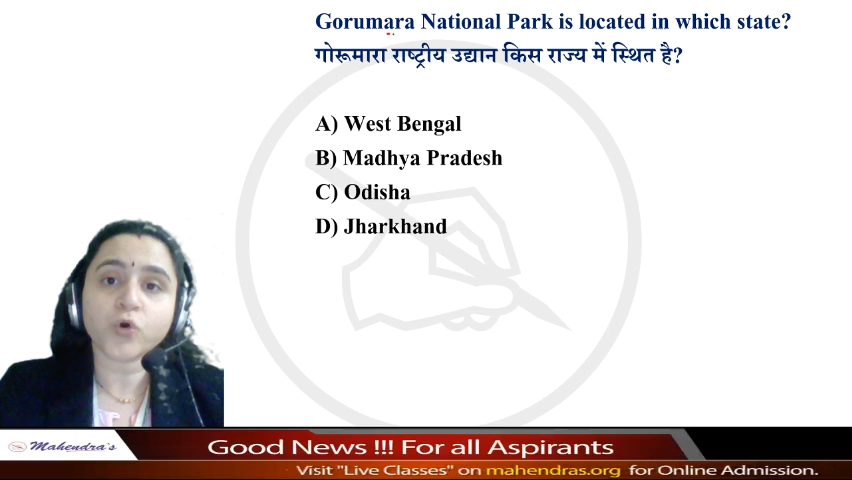 Gorumara National Park is located in which state?
गोरूमारा राष्ट्रीय उद्यान किस राज्य में स्थित है?
A) West Bengal
B) Madhya Pradesh
C) Odisha
D) Jharkhand
Mahendra's
Good News !!! For all Aspirants
Visit "Live Classes" on mahendras.org for Online Admission.